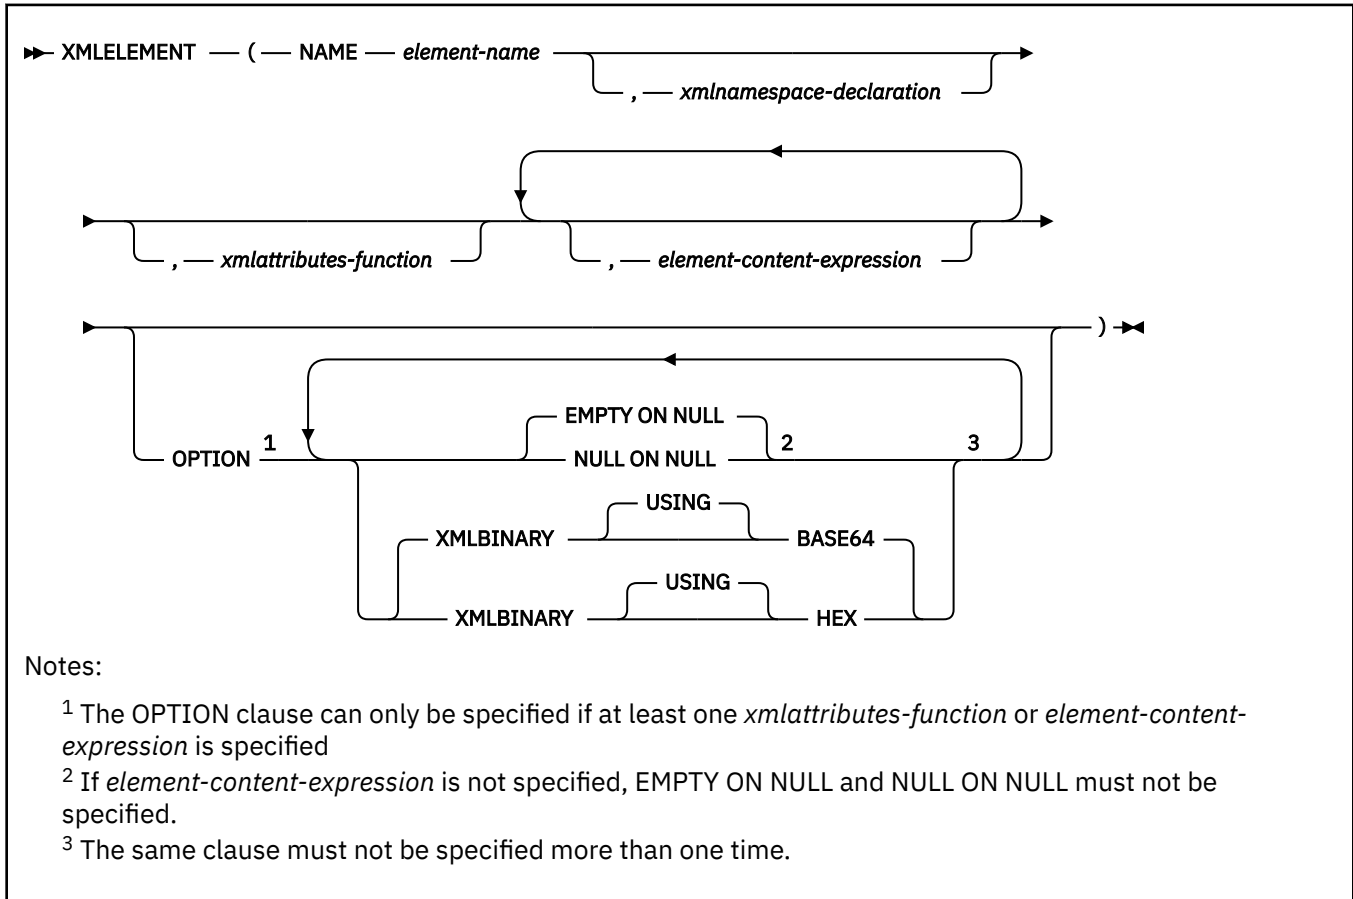 XMLELEMENT ( NAME element-name
, xmlnamespace-declaration
, xmlattributes-function , element-content-expression
)
EMPTY ON NULL
OPTION 1 NULL ON NULL 2 3
USING
XMLBINARY BASE64
USING
XMLBINARY HEX
Notes:
1 The OPTION clause can only be specified if at least one xmlattributes-function or element-content-
expression is specified
2 If element-content-expression is not specified, EMPTY ON NULL and NULL ON NULL must not be
specified.
3 The same clause must not be specified more than one time.